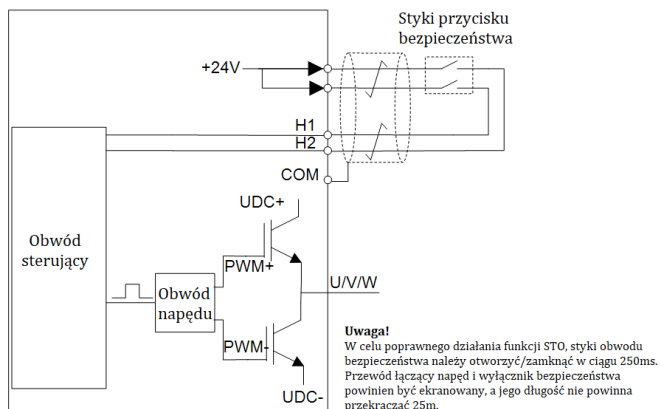 Styki przycisku
bezpieczeństwa
+24V
H1
H2
COM
UDC+
Obwód
sterujący
PWM+
U/V/W
Obwód
napędu
PWM-
UDC-
Uwaga!
W celu poprawnego działania funkcji STO, styki obwodu
bezpieczeństwa należy otworzyć/zamknąć w ciągu 250ms.
Przewód łączący napęd i wyłącznik bezpieczeństwa
powinien być ekranowany, a jego długość nie powinna
przekraczać 25m.